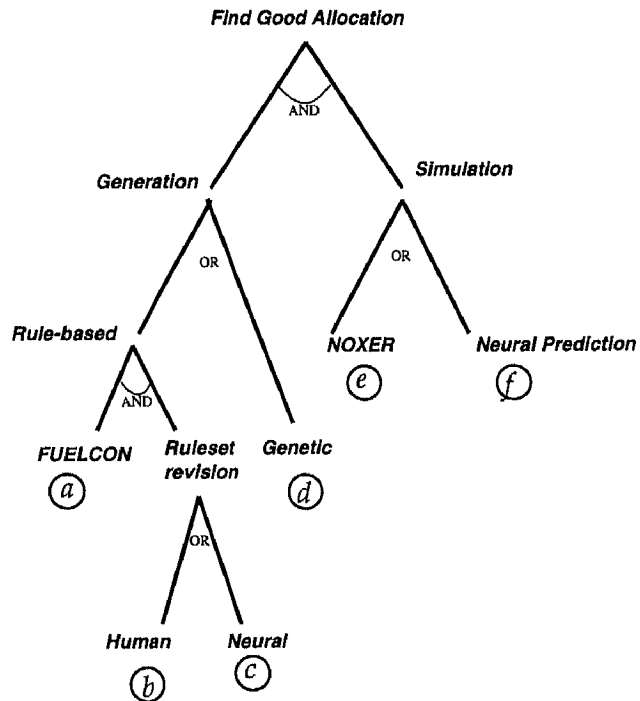 Find Good Allocation
AND
Generation
Simulation
OR
OR
Rule-based
NOXER
Neural Prediction
e
f
AND
FUELCON
Ruleset
revision
Genetic
a
d
OR
Human
Neural
b
c